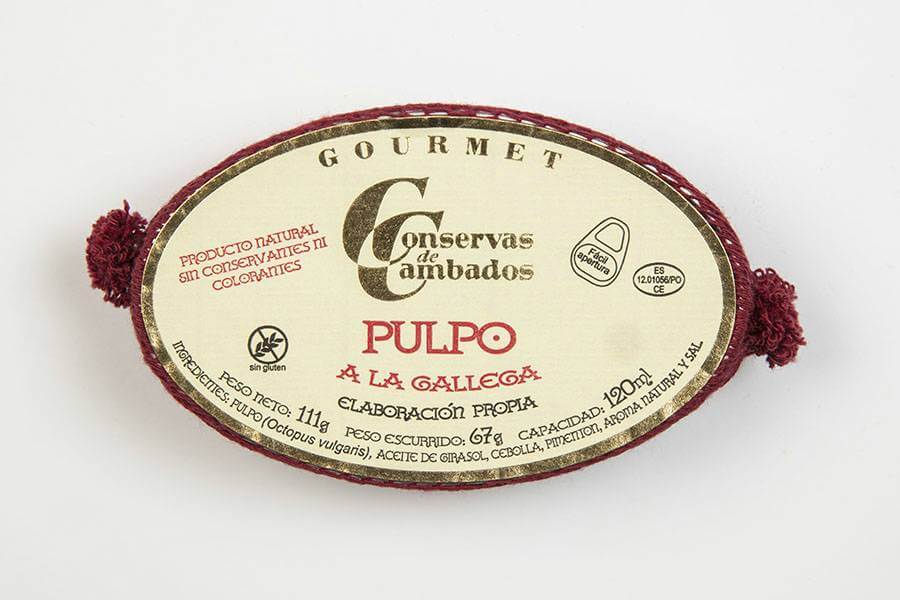 GOURMET
Conservas
de
Cambados
PRODUCTO NATURAL
SIN CONSERVANTES NI
COLORANTES
Fácil
apertura
ES
12.01056/PO
CE
sin gluten
PULPO
A LA GALLEGA
ELABORACIÓN PROPIA
PESO NETO: 111g PESO ESCURRIDO: 67g CAPACIDAD: 120ml
INGREDIENTES: PULPO (Octopus vulgaris), ACEITE DE GIRASOL, CEBOLLA, PIMENTON, AROMA NATURAL Y SAL